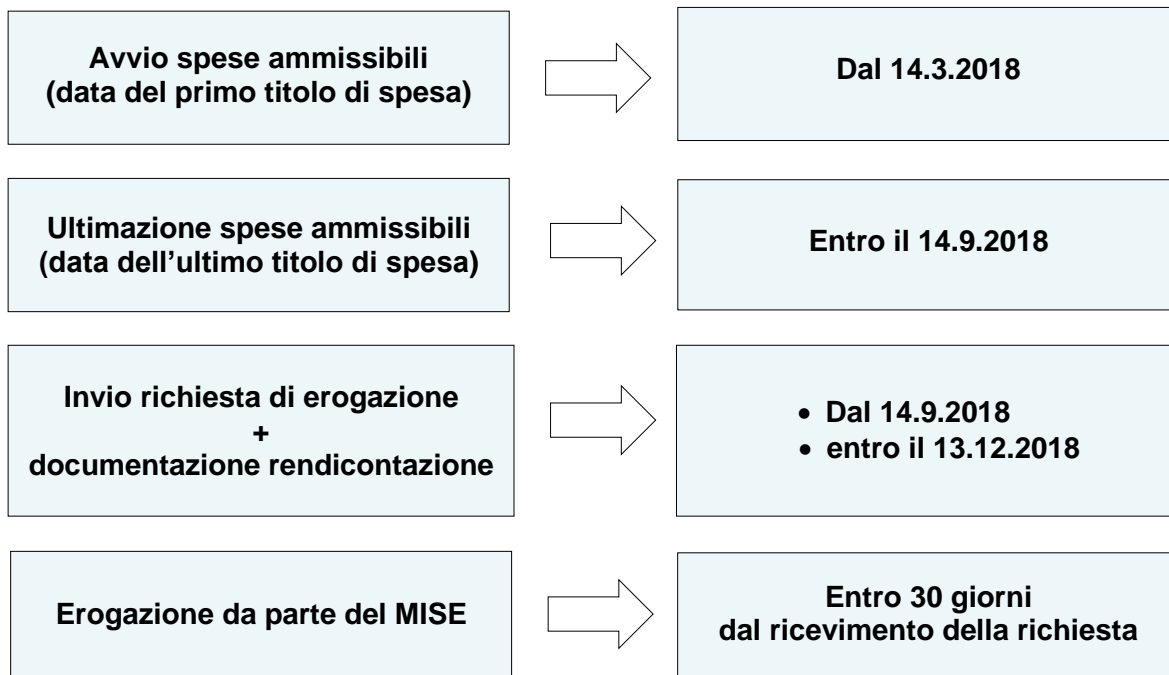 Avvio spese ammissibili
(data del primo titolo di spesa)
Dal 14.3.2018
Ultimazione spese ammissibili
(data dell’ultimo titolo di spesa)
Entro il 14.9.2018
Invio richiesta di erogazione
+
documentazione rendicontazione
• Dal 14.9.2018
• entro il 13.12.2018
Erogazione da parte del MISE
Entro 30 giorni
dal ricevimento della richiesta